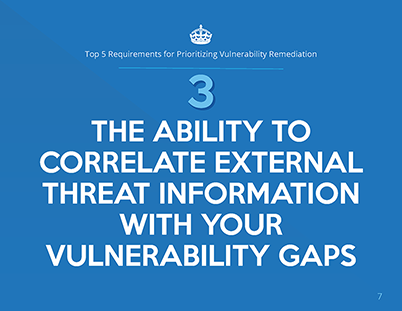 Top 5 Requirements for Prioritizing Vulnerability Remediation
3
THE ABILITY TO
CORRELATE EXTERNAL
THREAT INFORMATION
WITH YOUR
VULNERABILITY GAPS
7